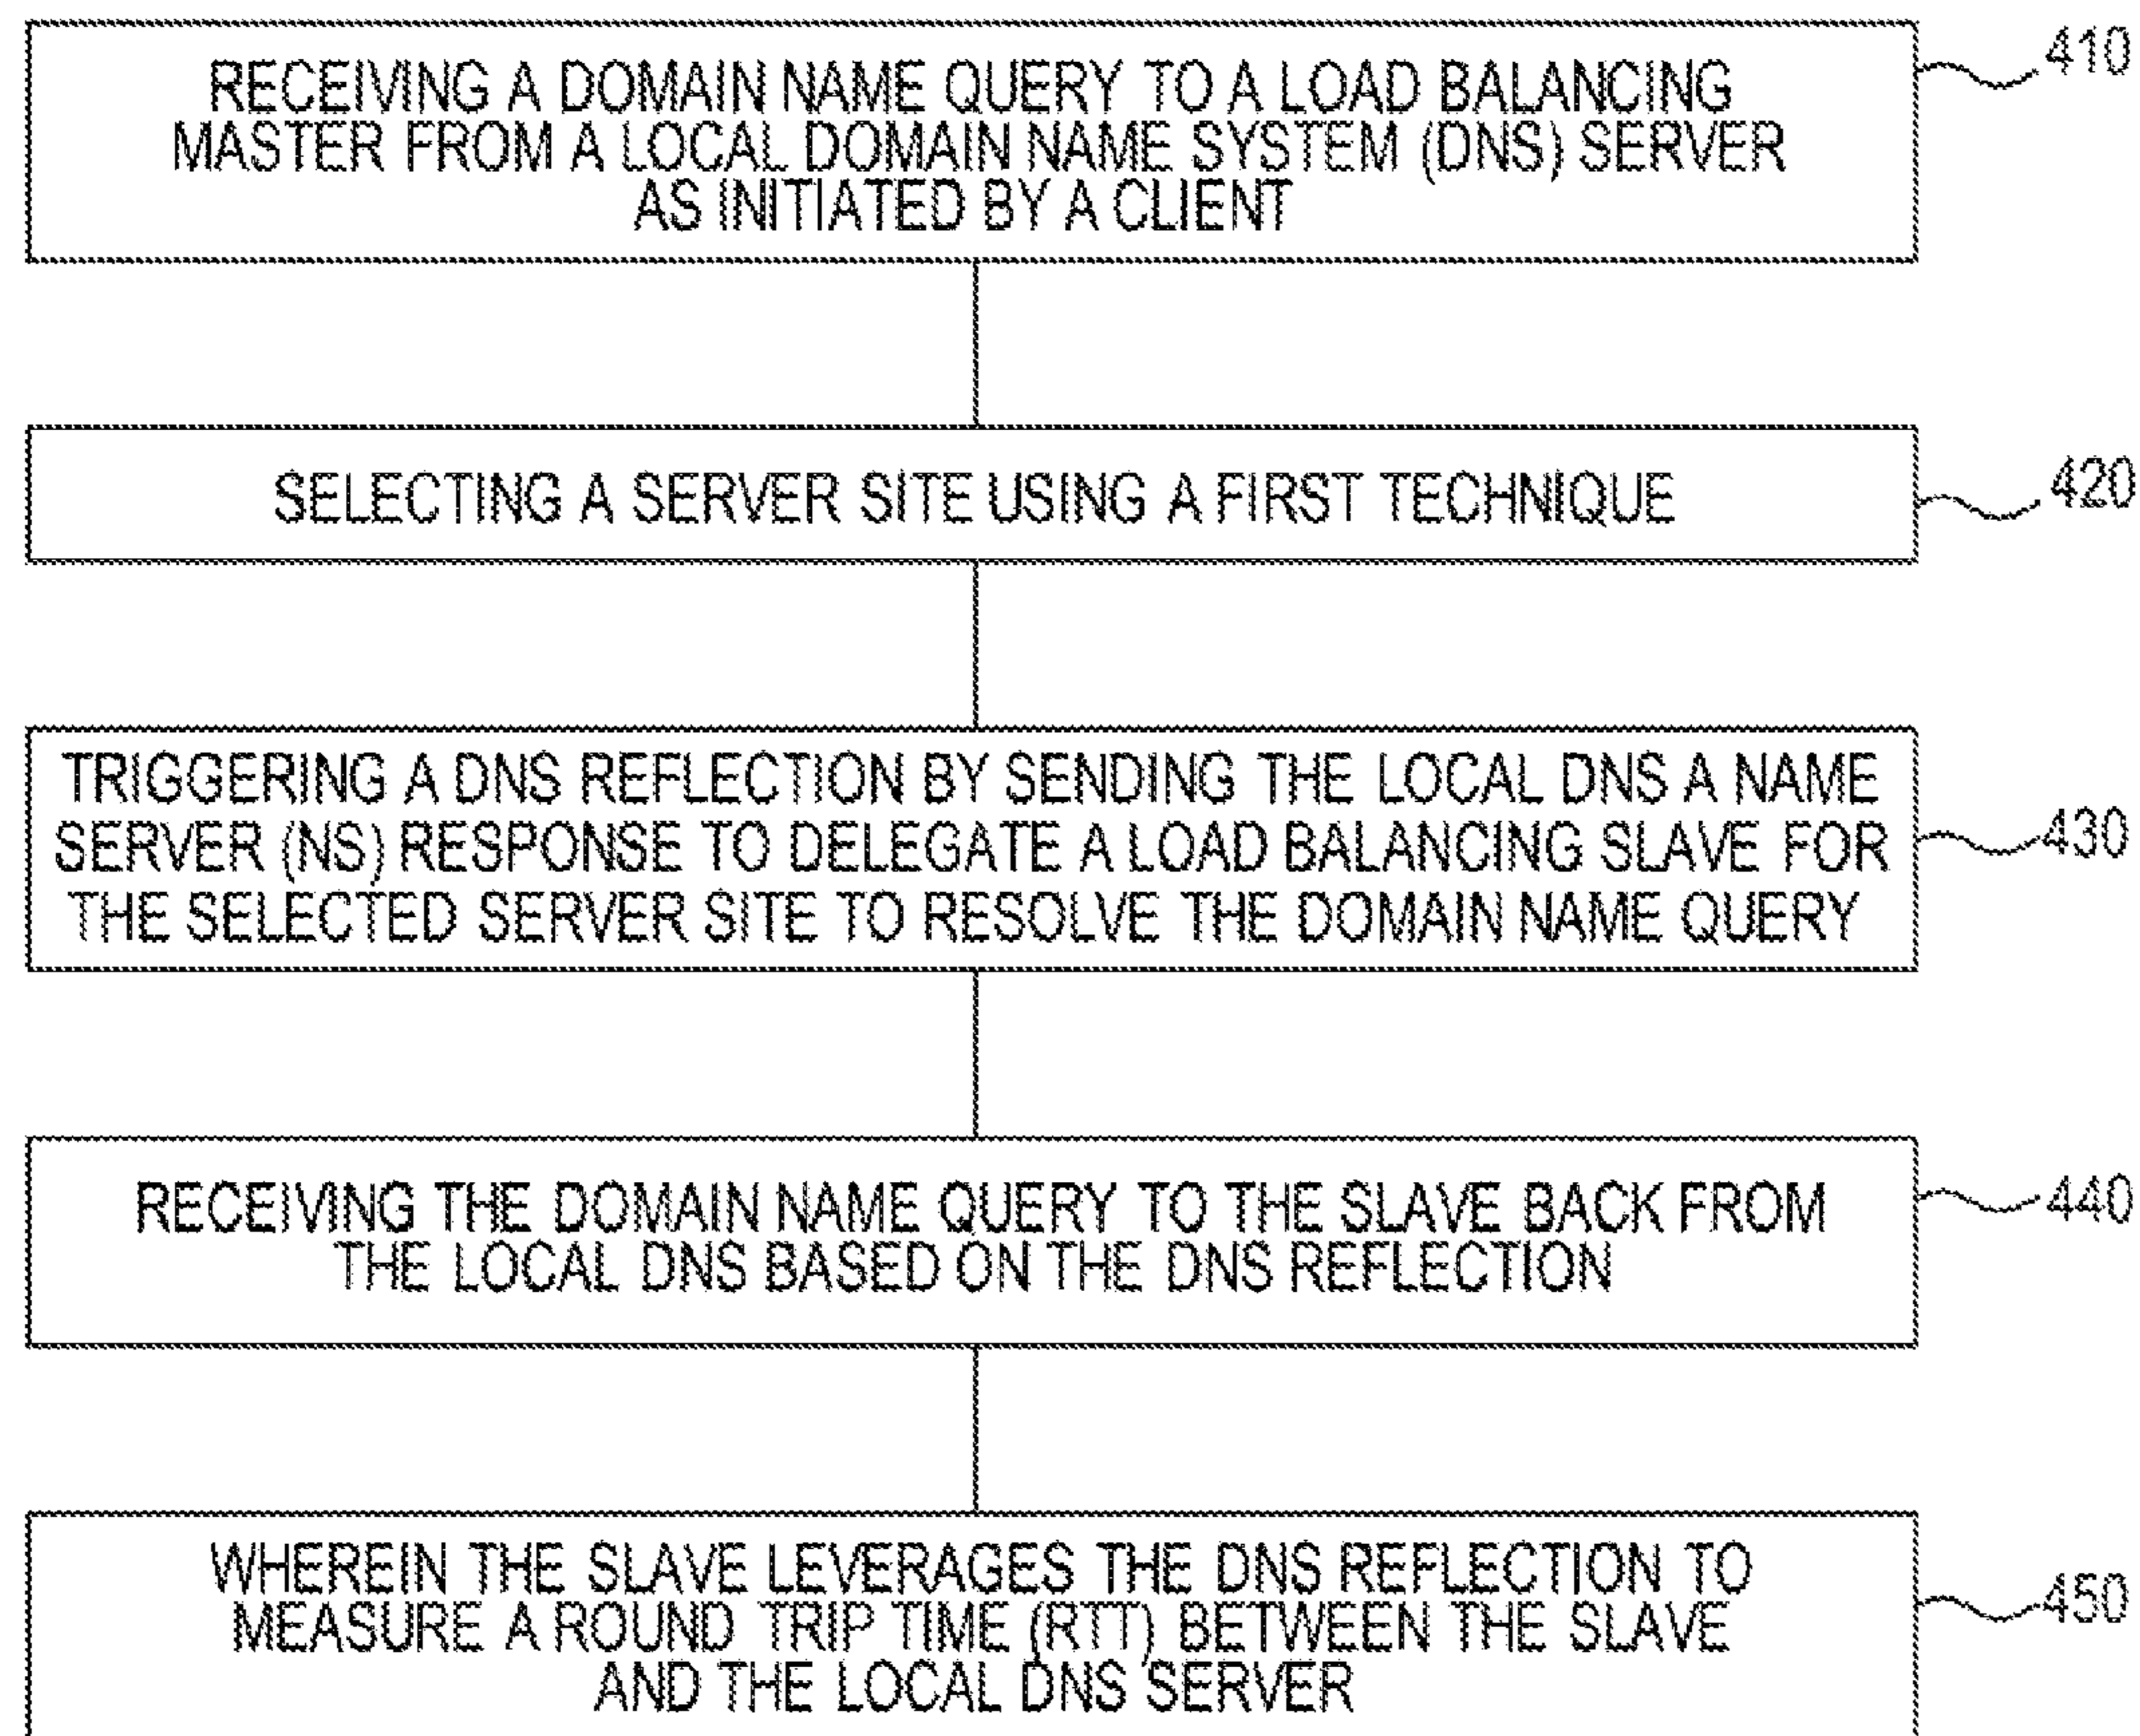 RECEIVING A DOMAIN NAME QUERY TO A LOAD BALANCING
MASTER FROM A LOCAL DOMAIN NAME SYSTEM (DNS) SERVER
AS INITIATED BY A CLIENT
410
SELECTING A SERVER SITE USING A FIRST TECHNIQUE
420
TRIGGERING A DNS REFLECTION BY SENDING THE LOCAL DNS A NAME
SERVER (NS) RESPONSE TO DELEGATE A LOAD BALANCING SLAVE FOR
THE SELECTED SERVER SITE TO RESOLVE THE DOMAIN NAME QUERY
430
RECEIVING THE DOMAIN NAME QUERY TO THE SLAVE BACK FROM
THE LOCAL DNS BASED ON THE DNS REFLECTION
440
WHEREIN THE SLAVE LEVERAGES THE DNS REFLECTION TO
MEASURE A ROUND TRIP TIME (RTT) BETWEEN THE SLAVE
AND THE LOCAL DNS SERVER
450